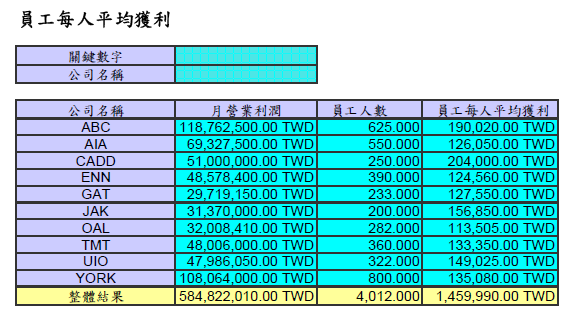 員工每人平均獲利
關鍵數字
公司名稱
公司名稱 月營業利潤 員工人數 員工每人平均獲利
ABC 118,762,500.00 TWD 625.000 190,020.00 TWD
AIA 69,327,500.00 TWD 550.000 126,050.00 TWD
CADD 51,000,000.00 TWD 250.000 204,000.00 TWD
ENN 48,578,400.00 TWD 390.000 124,560.00 TWD
GAT 29,719,150.00 TWD 233.000 127,550.00 TWD
JAK 31,370,000.00 TWD 200.000 156,850.00 TWD
OAL 32,008,410.00 TWD 282.000 113,505.00 TWD
TMT 48,006,000.00 TWD 360.000 133,350.00 TWD
UIO 47,986,050.00 TWD 322.000 149,025.00 TWD
YORK 108,064,000.00 TWD 800.000 135,080.00 TWD
整體結果 584,822,010.00 TWD 4,012.000 1,459,990.00 TWD